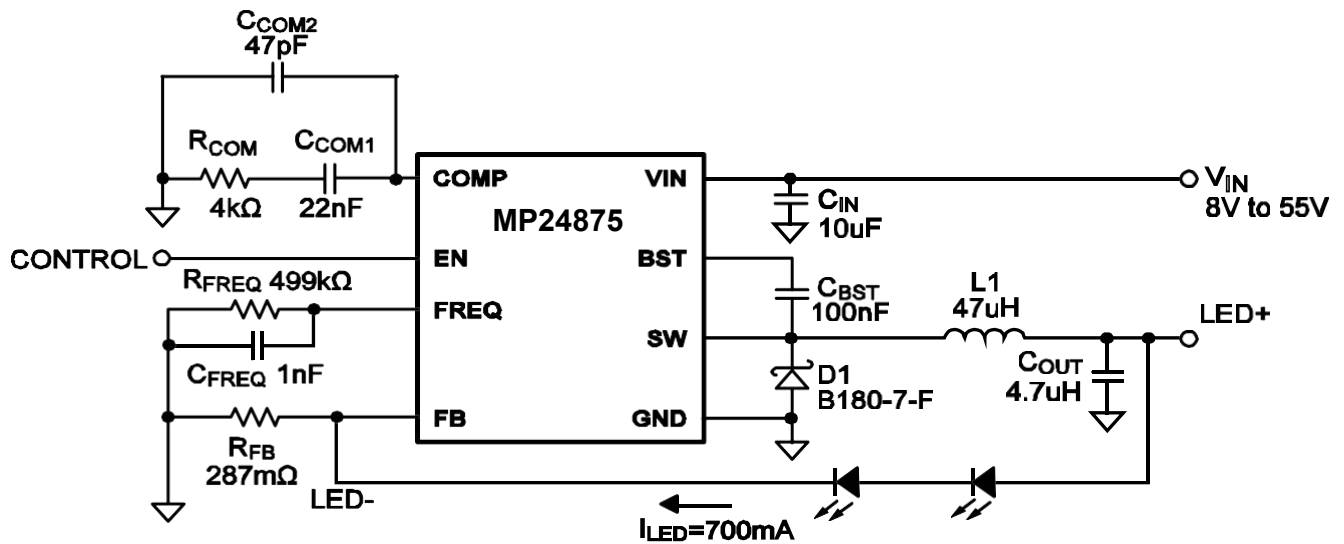 CCOM2
47pF
RCOM
CCOM1
4kΩ
22nF
COMP
VIN
MP24875
CIN
10uF
VIN
8V to 55V
CONTROL
EN
BST
RFREQ 499kΩ
FREQ
CBST
100nF
L1
47uH
LED+
SW
CFREQ 1nF
D1
B180-7-F
COUT
4.7uH
FB
GND
RFB
287mΩ
LED-
ILED=700mA